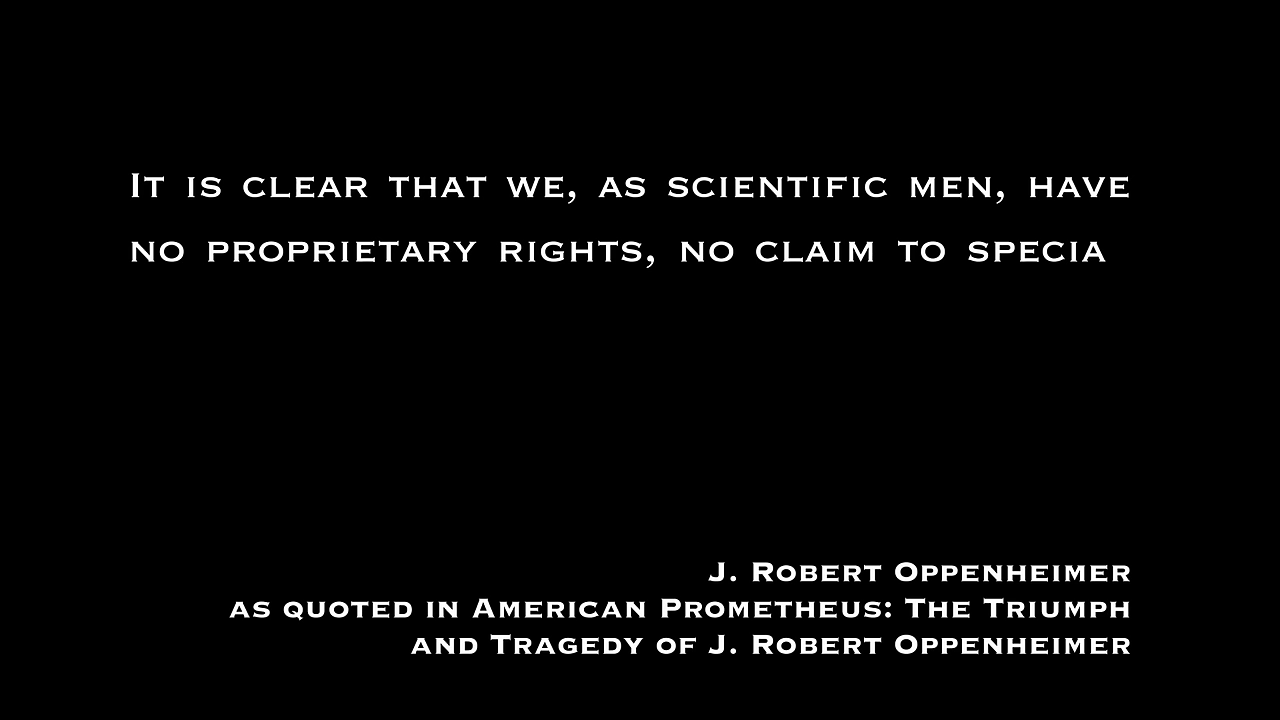 It is clear that we, as scientific men, have
no proprietary rights, no claim to specia
J. Robert Oppenheimer
as quoted in American Prometheus: The Triumph
and Tragedy of J. Robert Oppenheimer